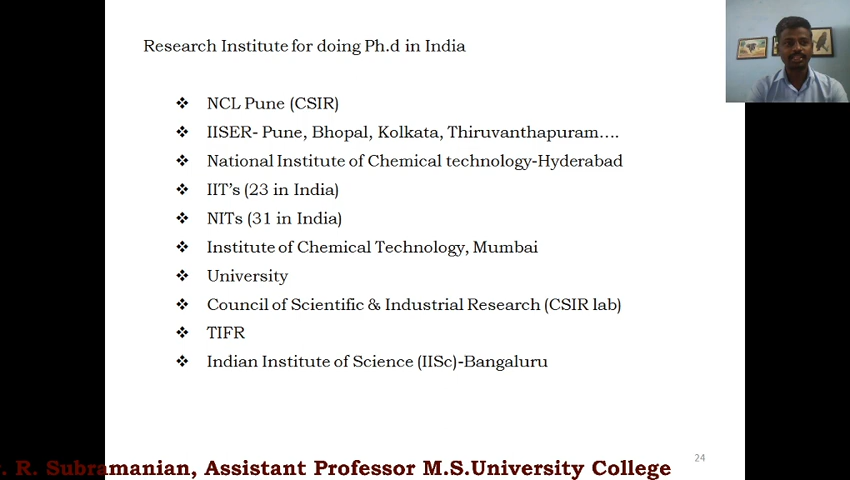 Research Institute for doing Ph.d in India
❖ NCL Pune (CSIR)
❖ IISER- Pune, Bhopal, Kolkata, Thiruvanthapuram....
❖ National Institute of Chemical technology-Hyderabad
❖ IIT's (23 in India)
❖ NITs (31 in India)
❖ Institute of Chemical Technology, Mumbai
❖ University
❖ Council of Scientific & Industrial Research (CSIR lab)
❖ TIFR
❖ Indian Institute of Science (IISc)-Bangaluru
24
. R. Subramanian, Assistant Professor M.S.University College